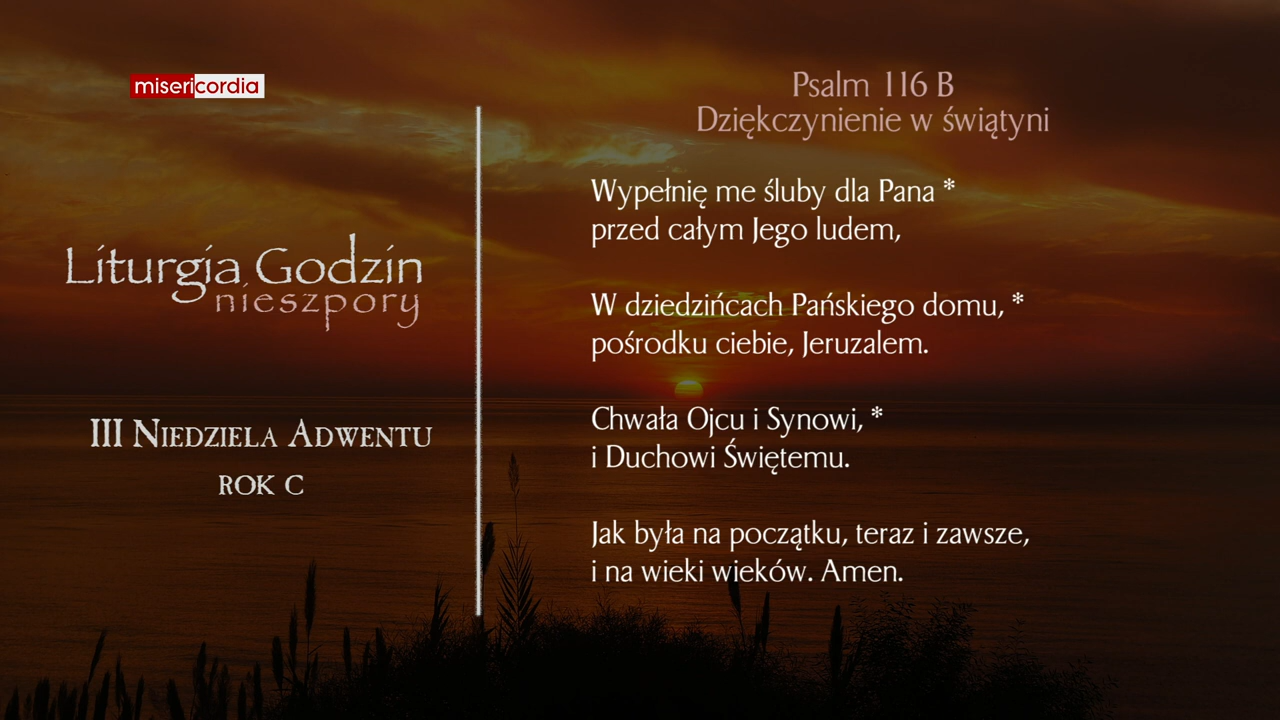 misericordia
Liturgia Godzin
nieszpory
III Niedziela Adwentu
rok C
Psalm 116 B
Dziękczynienie w świątyni
Wypełnię me śluby dla Pana *
przed całym Jego ludem,
W dziedzińcach Pańskiego domu, *
pośrodku ciebie, Jeruzalem.
Chwała Ojcu i Synowi, *
i Duchowi Świętemu.
Jak była na początku, teraz i zawsze,
i na wieki wieków. Amen.